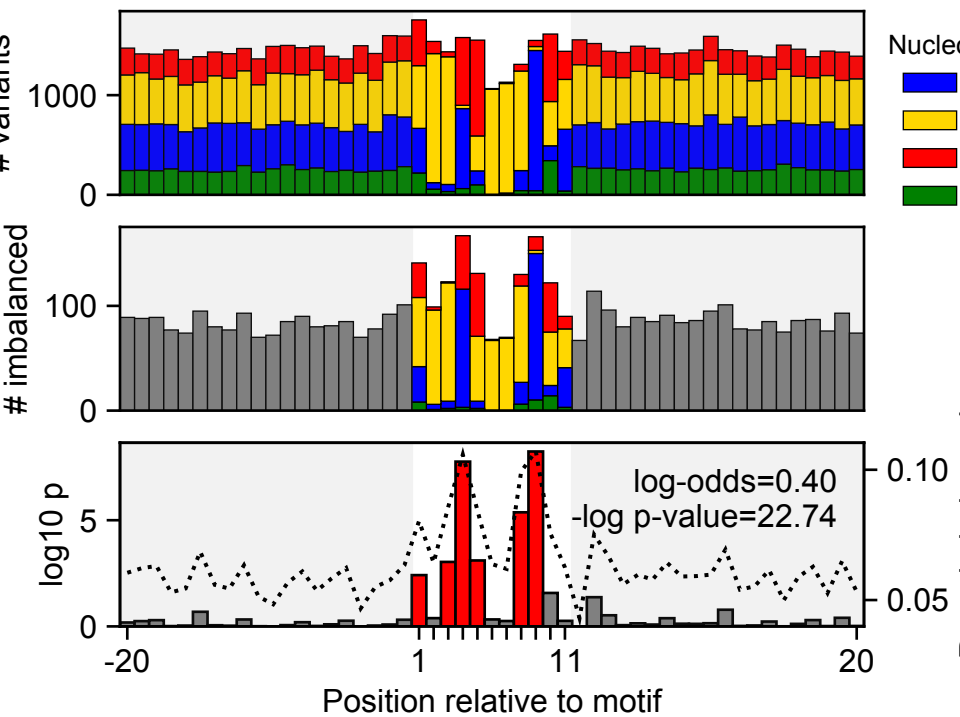 # variants
Nucleo
1000
0
# imbalanced
100
0
log10 p
log-odds=0.40
-log p-value=22.74
0.10
5
0.05
0
-20
1
11
20
Position relative to motif